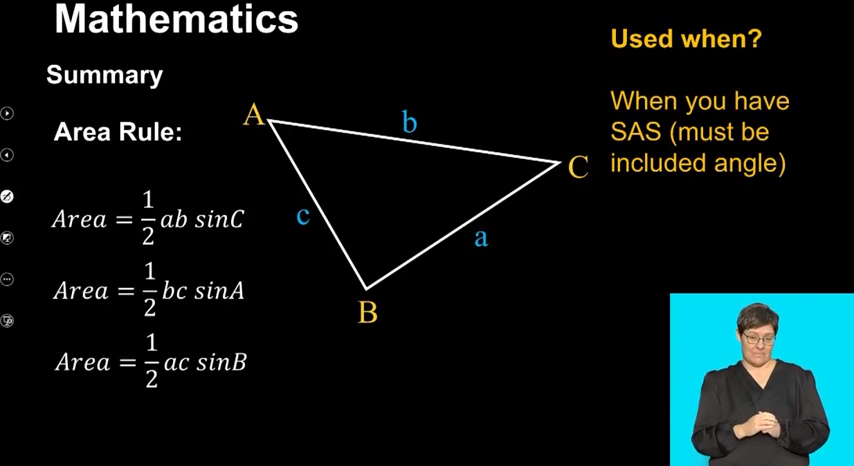 Mathematics
Summary
Area Rule:
Area = 1/2 ab sinC
Area = 1/2 bc sinA
Area = 1/2 ac sinB
A
b
C
c
a
B
Used when?
When you have
SAS (must be
included angle)